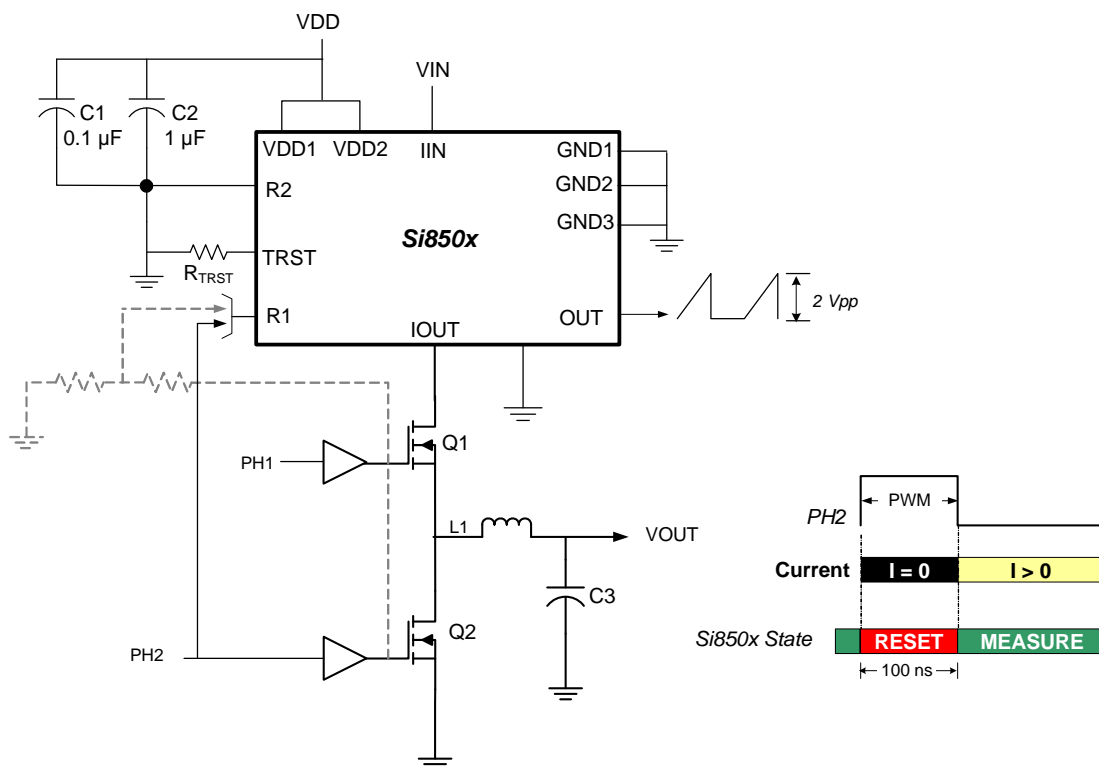 VDD
VIN
C1
0.1 µF
C2
1 µF
VDD1
VDD2
IIN
GND1
GND2
GND3
R2
TRST
R1
Si850x
OUT
IOUT
RTRST
2 Vpp
PH1
Q1
L1
VOUT
C3
PH2
Q2
PH2
PWM
Current
I = 0
I > 0
Si850x State
RESET
MEASURE
100 ns